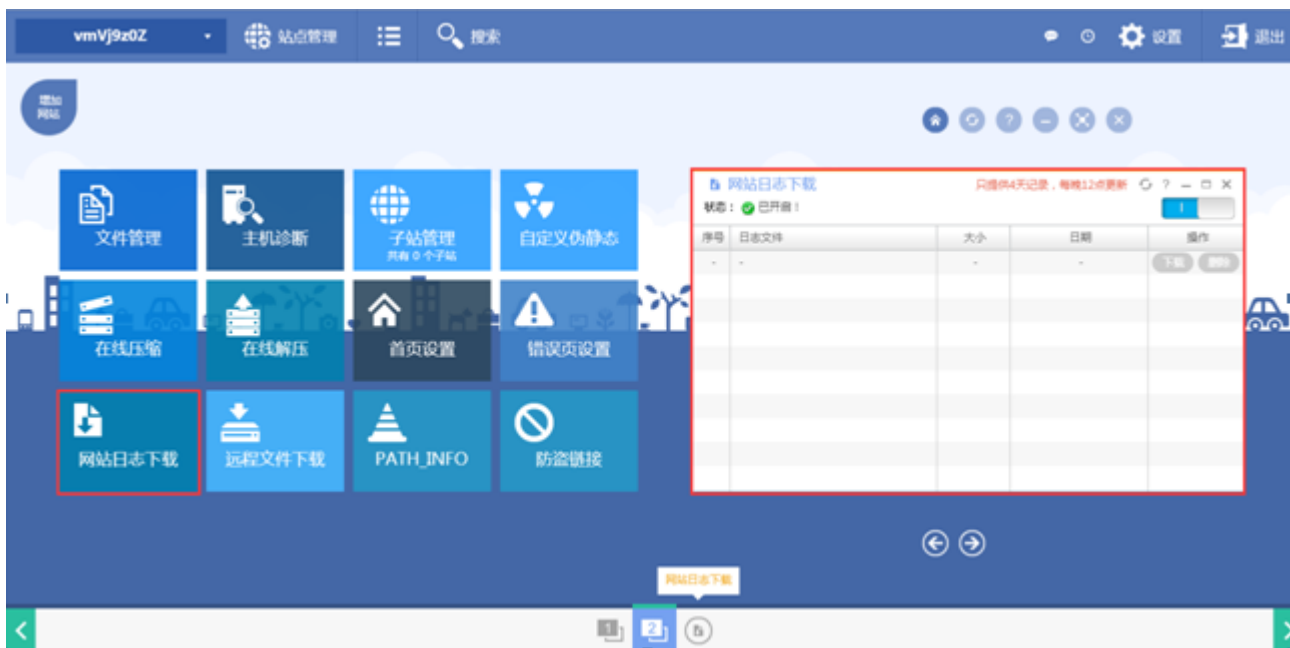 vmVj9z0Z
站点管理
搜索
设置
退出
增加
网站
文件管理
主机诊断
子站管理
共有 0 个子站
自定义伪静态
在线压缩
在线解压
首页设置
错误页设置
网站日志下载
远程文件下载
PATH_INFO
防盗链接
网站日志下载
只提供4天记录，每晚12点更新
状态： 已开启！
序号 日志文件 大小 日期 操作
- - - - 下载 删除
网站日志下载
1 2